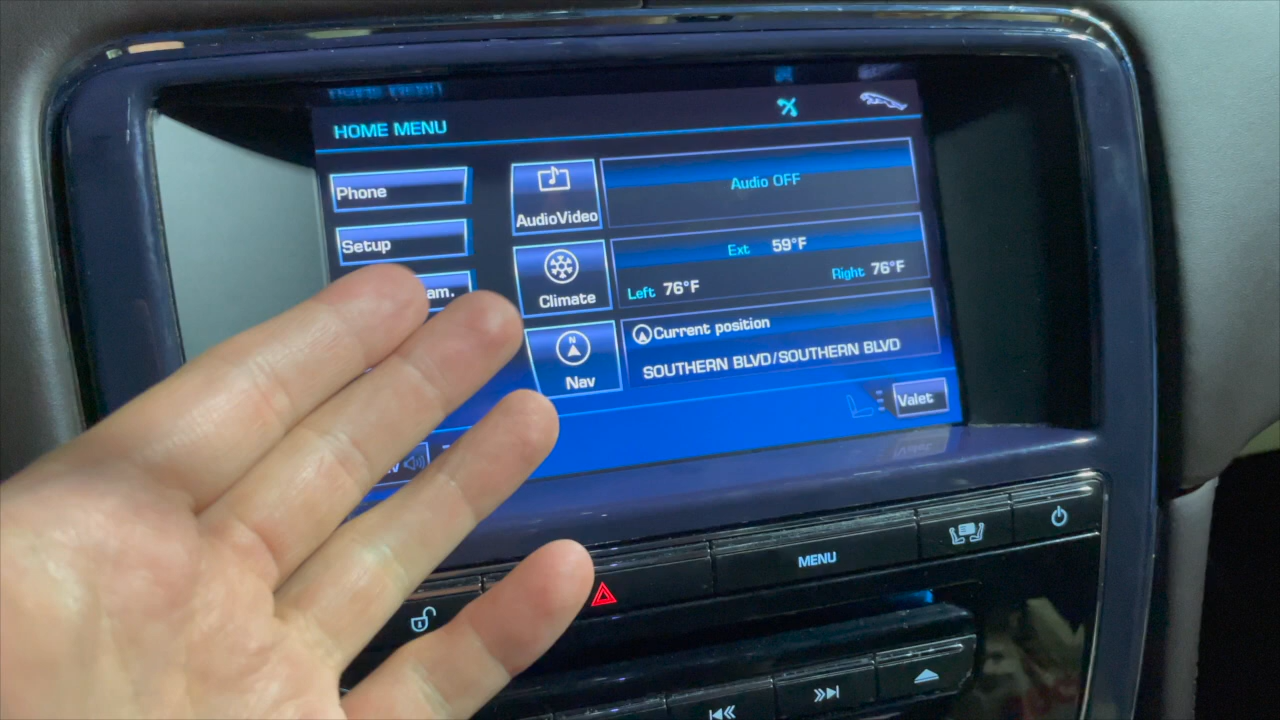 HOME MENU
Phone
Setup
am.
AudioVideo
Audio OFF
Climate
Ext 59°F
Left 76°F
Right 76°F
N
Nav
Current position
SOUTHERN BLVD/SOUTHERN BLVD
Valet
MENU